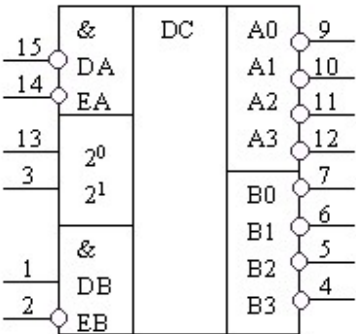 & DC A0 9
15 DA A1 10
14 EA A2 11
13 2⁰ A3 12
3 2¹ B0 7
& B1 6
1 DB B2 5
2 EB B3 4